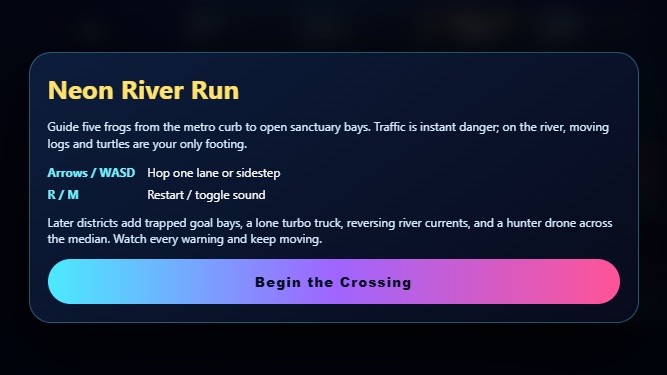 Neon River Run
Guide five frogs from the metro curb to open sanctuary bays. Traffic is instant danger; on the river, moving
logs and turtles are your only footing.
Arrows / WASD Hop one lane or sidestep
R / M Restart / toggle sound
Later districts add trapped goal bays, a lone turbo truck, reversing river currents, and a hunter drone across
the median. Watch every warning and keep moving.
Begin the Crossing